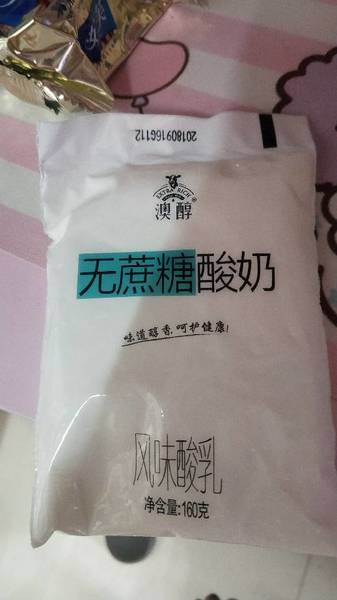 201809166112
EXTRA RICH
澳醇
无蔗糖酸奶
味道醇香,呵护健康!
风味酸乳
净含量:160克